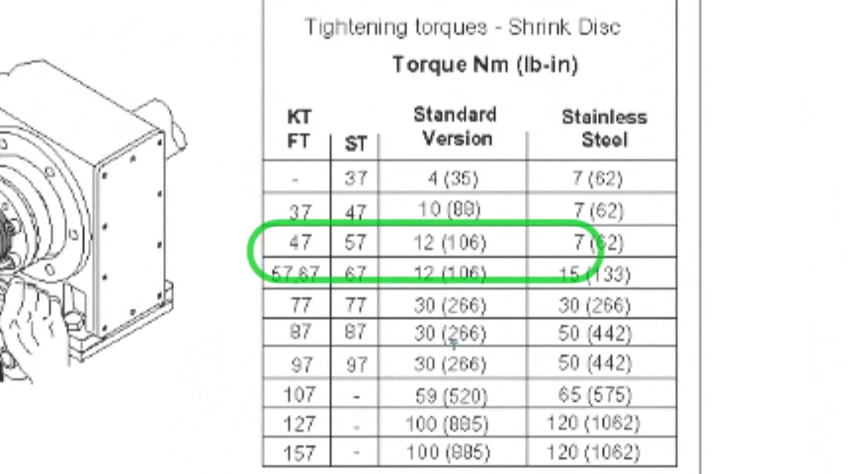 Tightening torques - Shrink Disc
Torque Nm (lb-in)
KT FT ST Standard Version Stainless Steel
- 37 4 (35) 7 (62)
37 47 10 (88) 7 (62)
47 57 12 (106) 7 (62)
57,67 67 12 (106) 15 (133)
77 77 30 (266) 30 (266)
87 87 30 (266) 50 (442)
97 97 30 (266) 50 (442)
107 - 59 (520) 65 (575)
127 - 100 (885) 120 (1062)
157 - 100 (885) 120 (1062)